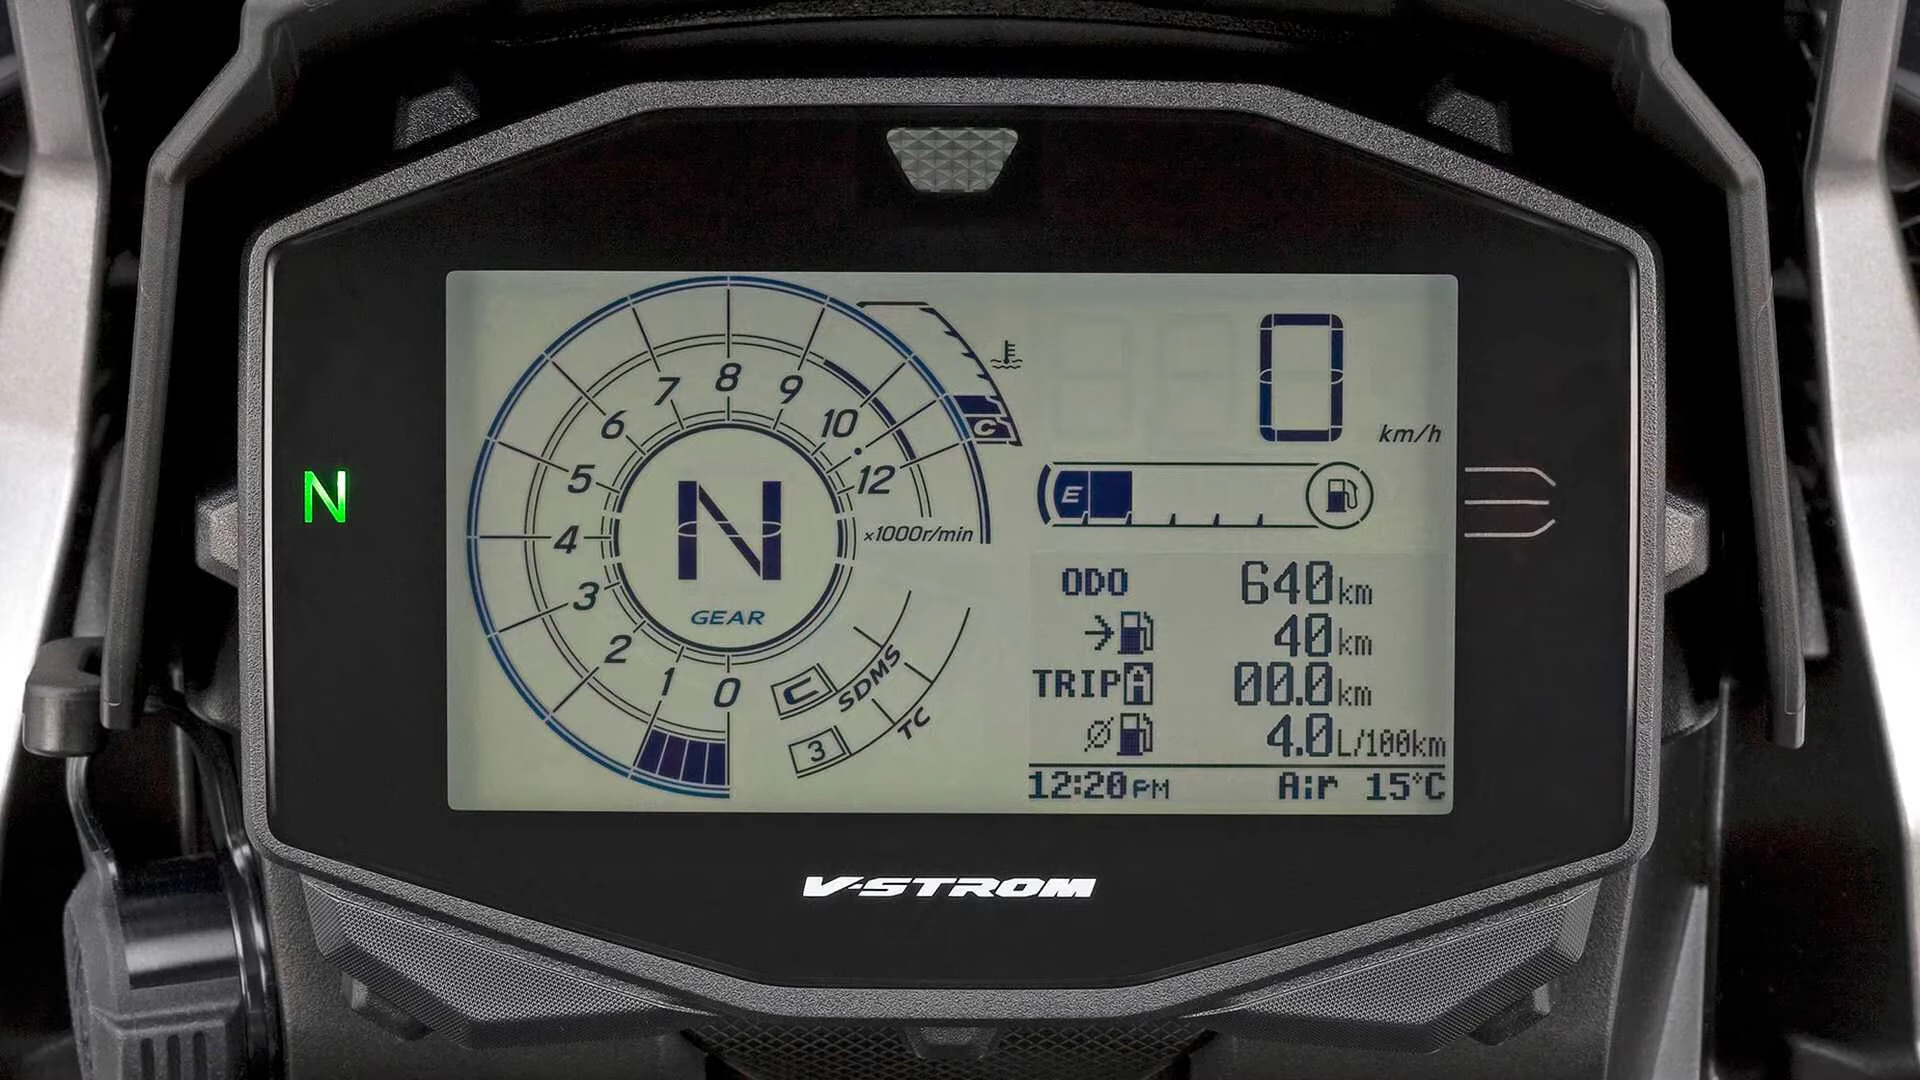 N
0
km/h
7 8 9
6 10
5 12
4
3
2
1 0
N
GEAR
×1000r/min
C
E
C SDMS
3 TC
ODO 640km
40km
TRIP A 00.0km
Ø 4.0L/100km
12:20PM Air 15°C
V-STROM